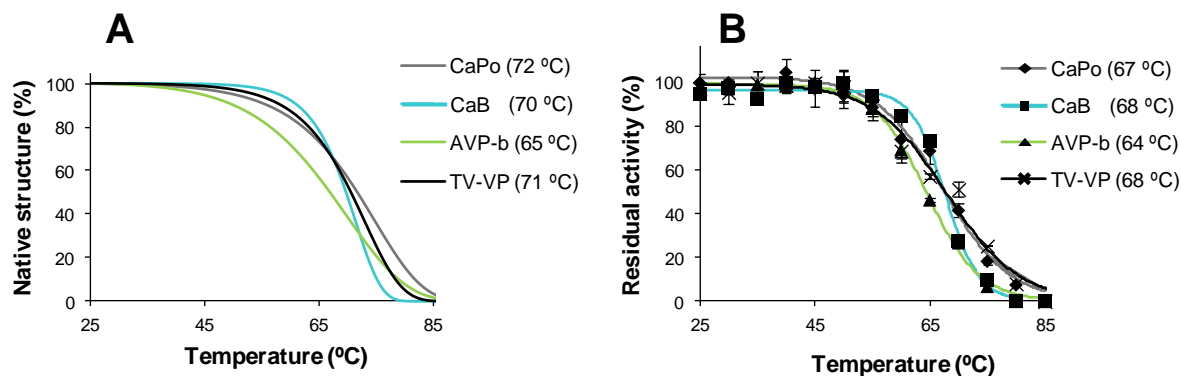 A
B
CaPo (72 ºC)
CaB (70 ºC)
AVP-b (65 ºC)
TV-VP (71 ºC)
Native structure (%)
100
80
60
40
20
0
25
45
65
85
Temperature (ºC)
CaPo (67 ºC)
CaB (68 ºC)
AVP-b (64 ºC)
TV-VP (68 ºC)
Residual activity (%)
100
80
60
40
20
0
25
45
65
85
Temperature (ºC)